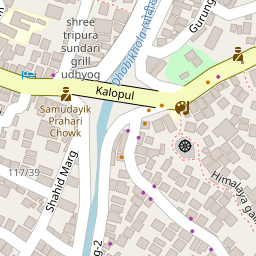 shree
tripura
sundari
grill
udhyog
Gurung
Dhobikhola
Kalopul
Samudayik
Prahari
Chowk
117/39
Shahid Marg
Himalaya